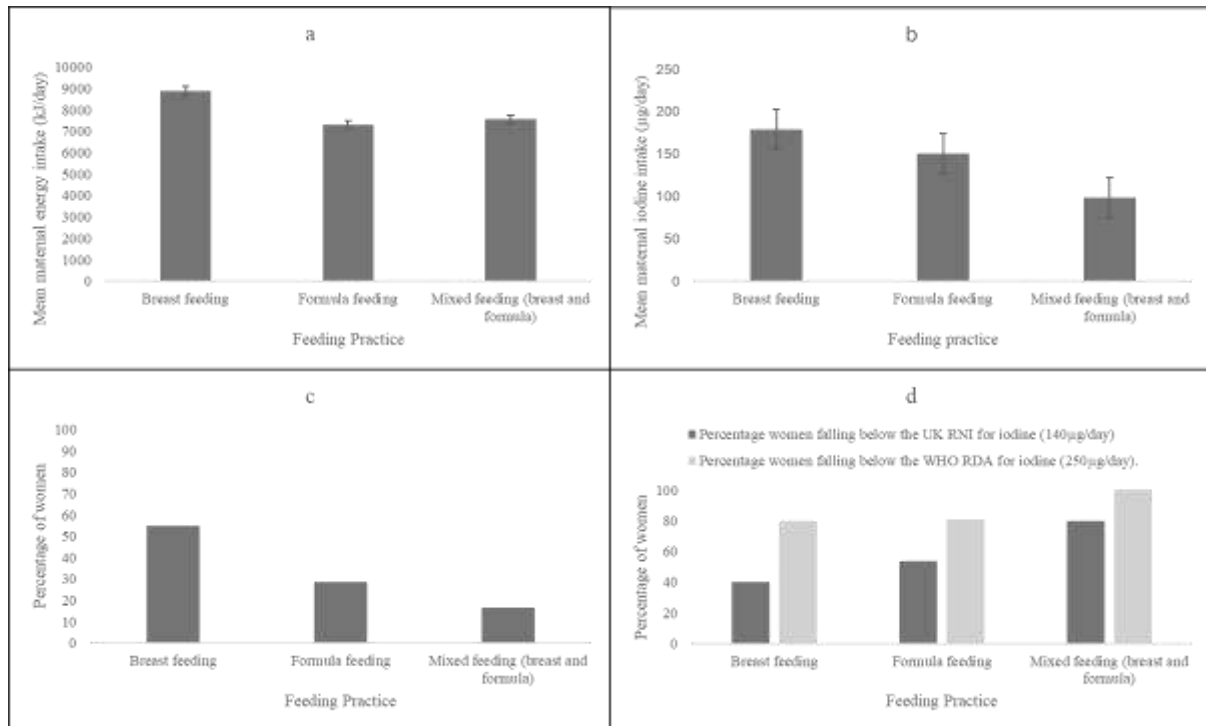 a
Mean maternal energy intake (kJ/day)
10000
9000
8000
7000
6000
5000
4000
3000
2000
1000
0
Breast feeding
Formula feeding
Mixed feeding (breast and
formula)
Feeding Practice
b
Mean maternal iodine intake (µg/day)
250
200
150
100
50
0
Breast feeding
Formula feeding
Mixed feeding (breast and
formula)
Feeding practice
c
Percentage of women
100
90
80
70
60
50
40
30
20
10
0
Breast feeding
Formula feeding
Mixed feeding (breast and
formula)
Feeding Practice
d
Percentage women falling below the UK RNI for iodine (140µg/day)
Percentage women falling below the WHO RDA for iodine (250µg/day).
Percentage of women
100
80
60
40
20
0
Breast feeding
Formula feeding
Mixed feeding (breast and
formula)
Feeding Practice